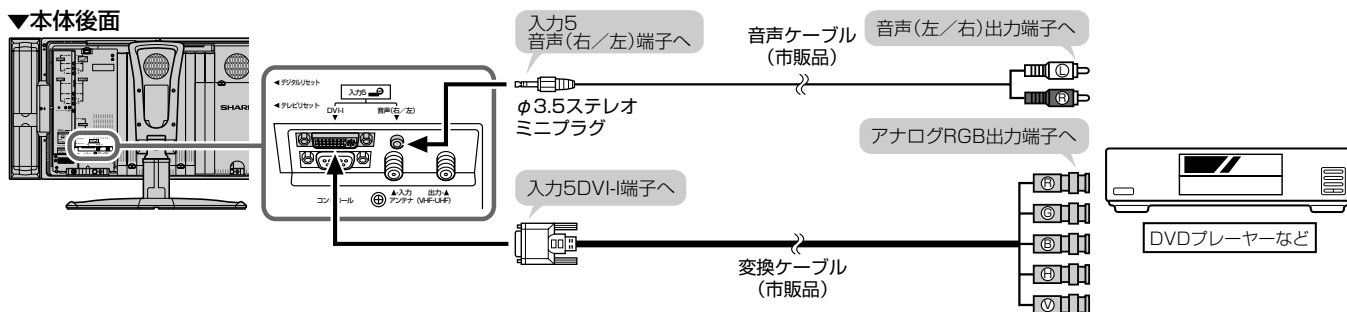 ▼本体後面
SHARP
◀デジタルリセット
入力5
◀テレビリセット
DVI-I
▼
音声(右/左)
▼
コントロール
▲-入力
出力-▲
アンテナ (VHF・UHF)
入力5
音声(右/左)端子へ
φ3.5ステレオ
ミニプラグ
音声ケーブル
(市販品)
音声(左/右)出力端子へ
L
R
アナログRGB出力端子へ
入力5DVI-I端子へ
変換ケーブル
(市販品)
R
G
B
H
V
DVDプレーヤーなど